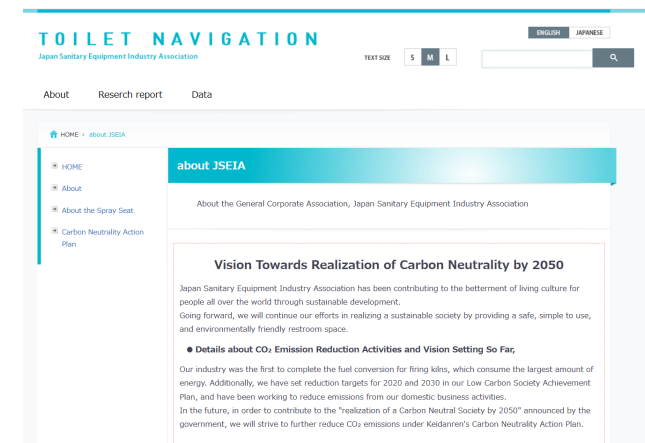 TOILET NAVIGATION
Japan Sanitary Equipment Industry Association
ENGLISH JAPANESE
TEXT SIZE S M L
About Reserch report Data
HOME > about JSEIA
HOME
About
About the Spray Seat
Carbon Neutrality Action
Plan
about JSEIA
About the General Corporate Association, Japan Sanitary Equipment Industry Association
Vision Towards Realization of Carbon Neutrality by 2050
Japan Sanitary Equipment Industry Association has been contributing to the betterment of living culture for
people all over the world through sustainable development.
Going forward, we will continue our efforts in realizing a sustainable society by providing a safe, simple to use,
and environmentally friendly restroom space.
● Details about CO₂ Emission Reduction Activities and Vision Setting So Far,
Our industry was the first to complete the fuel conversion for firing kilns, which consume the largest amount of
energy. Additionally, we have set reduction targets for 2020 and 2030 in our Low Carbon Society Achievement
Plan, and have been working to reduce emissions from our domestic business activities.
In the future, in order to contribute to the "realization of a Carbon Neutral Society by 2050" announced by the
government, we will strive to further reduce CO₂ emissions under Keidanren's Carbon Neutrality Action Plan.